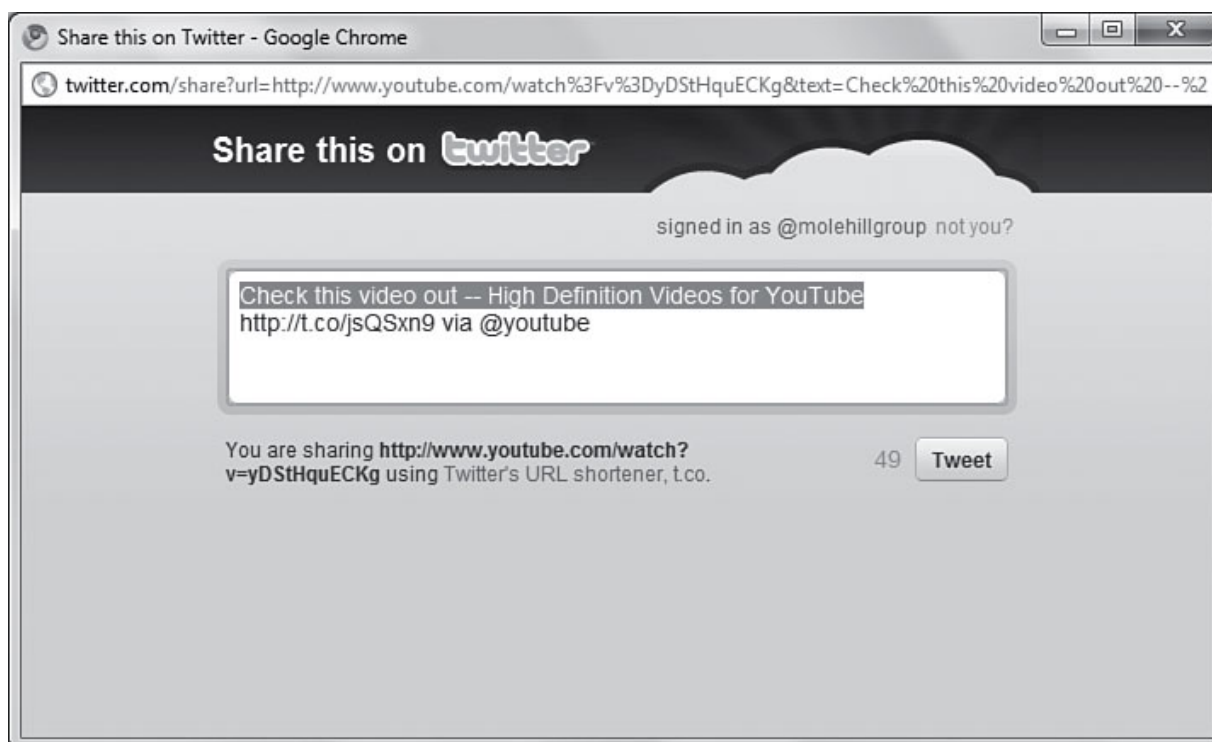 Share this on Twitter - Google Chrome
twitter.com/share?url=http://www.youtube.com/watch%3Fv%3DyDStHquECKg&text=Check%20this%20video%20out%20--%2
Share this on twitter
signed in as @molehillgroup not you?
Check this video out -- High Definition Videos for YouTube
http://t.co/jsQSxn9 via @youtube
You are sharing http://www.youtube.com/watch?
v=yDStHquECKg using Twitter's URL shortener, t.co.
49 Tweet